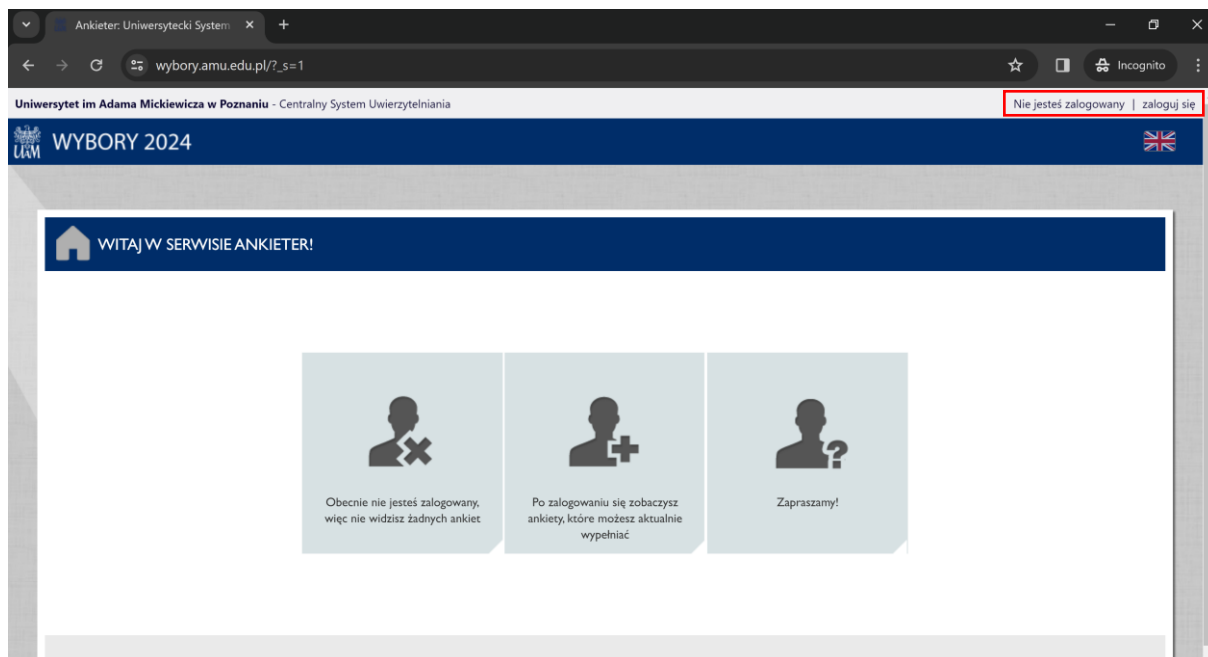 Ankieter: Uniwersytecki System
wybory.amu.edu.pl/?_s=1
Incognito
Uniwersytet im Adama Mickiewicza w Poznaniu - Centralny System Uwierzytelniania
Nie jesteś zalogowany | zaloguj się
UAM
WYBORY 2024
WITAJ W SERWISIE ANKIETER!
Obecnie nie jesteś zalogowany,
więc nie widzisz żadnych ankiet
Po zalogowaniu się zobaczysz
ankiety, które możesz aktualnie
wypełniać
Zapraszamy!